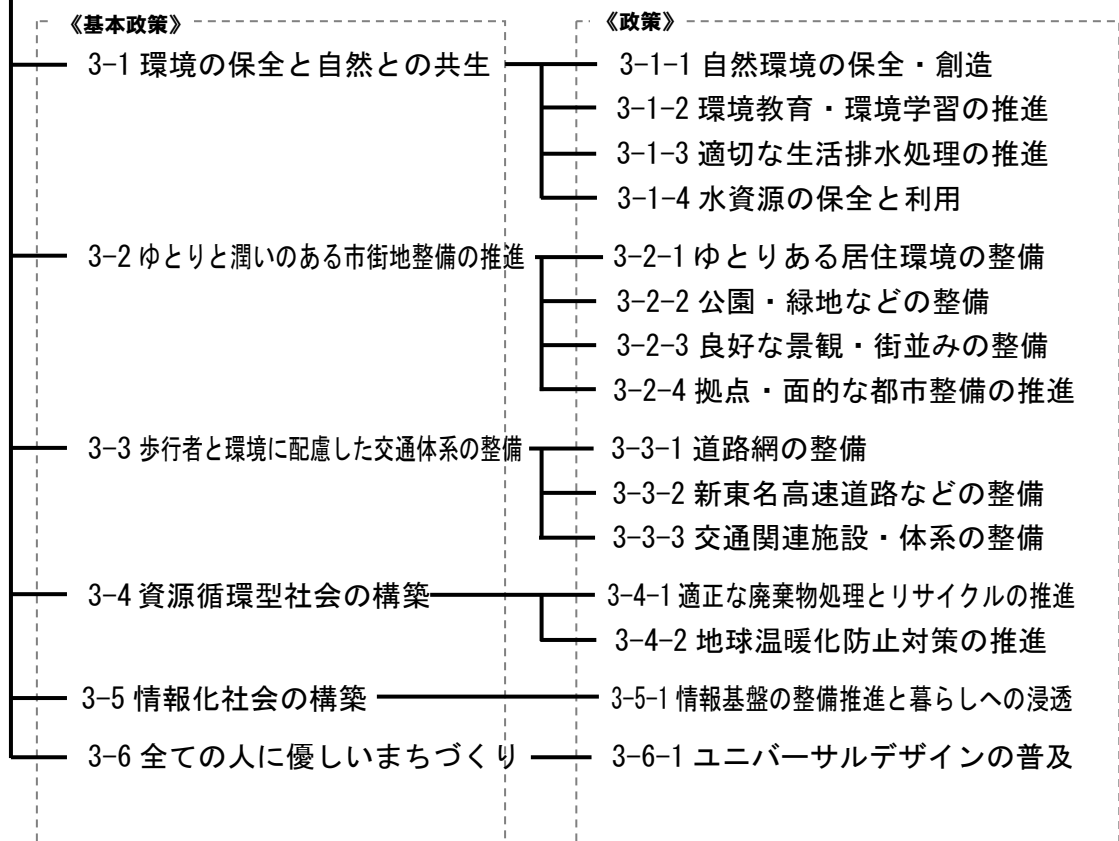 《基本政策》 《政策》
3-1 環境の保全と自然との共生 3-1-1 自然環境の保全・創造
3-1-2 環境教育・環境学習の推進
3-1-3 適切な生活排水処理の推進
3-1-4 水資源の保全と利用
3-2 ゆとりと潤いのある市街地整備の推進 3-2-1 ゆとりある居住環境の整備
3-2-2 公園・緑地などの整備
3-2-3 良好な景観・街並みの整備
3-2-4 拠点・面的な都市整備の推進
3-3 歩行者と環境に配慮した交通体系の整備 3-3-1 道路網の整備
3-3-2 新東名高速道路などの整備
3-3-3 交通関連施設・体系の整備
3-4 資源循環型社会の構築 3-4-1 適正な廃棄物処理とリサイクルの推進
3-4-2 地球温暖化防止対策の推進
3-5 情報化社会の構築 3-5-1 情報基盤の整備推進と暮らしへの浸透
3-6 全ての人に優しいまちづくり 3-6-1 ユニバーサルデザインの普及